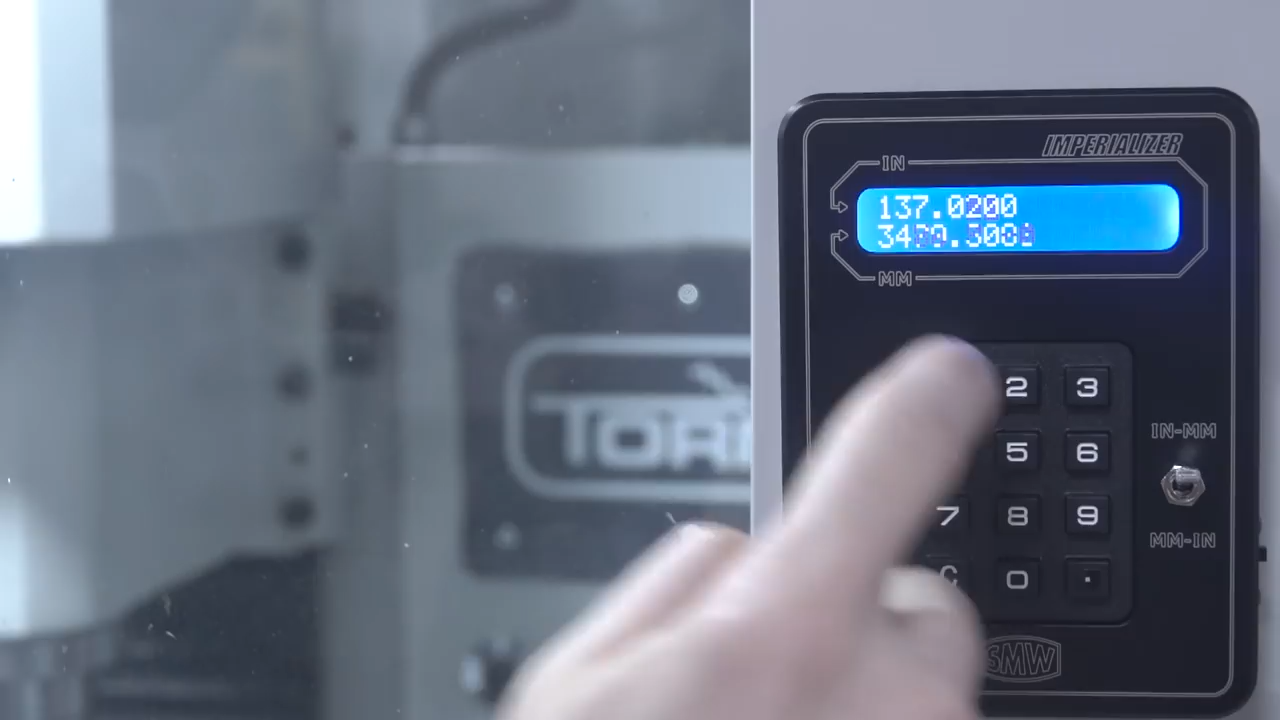 IMPERIALIZER
IN
137.0200
MM
2 3
5 6
IN-MM
7 8 9
MM-IN
C 0 .
SMW